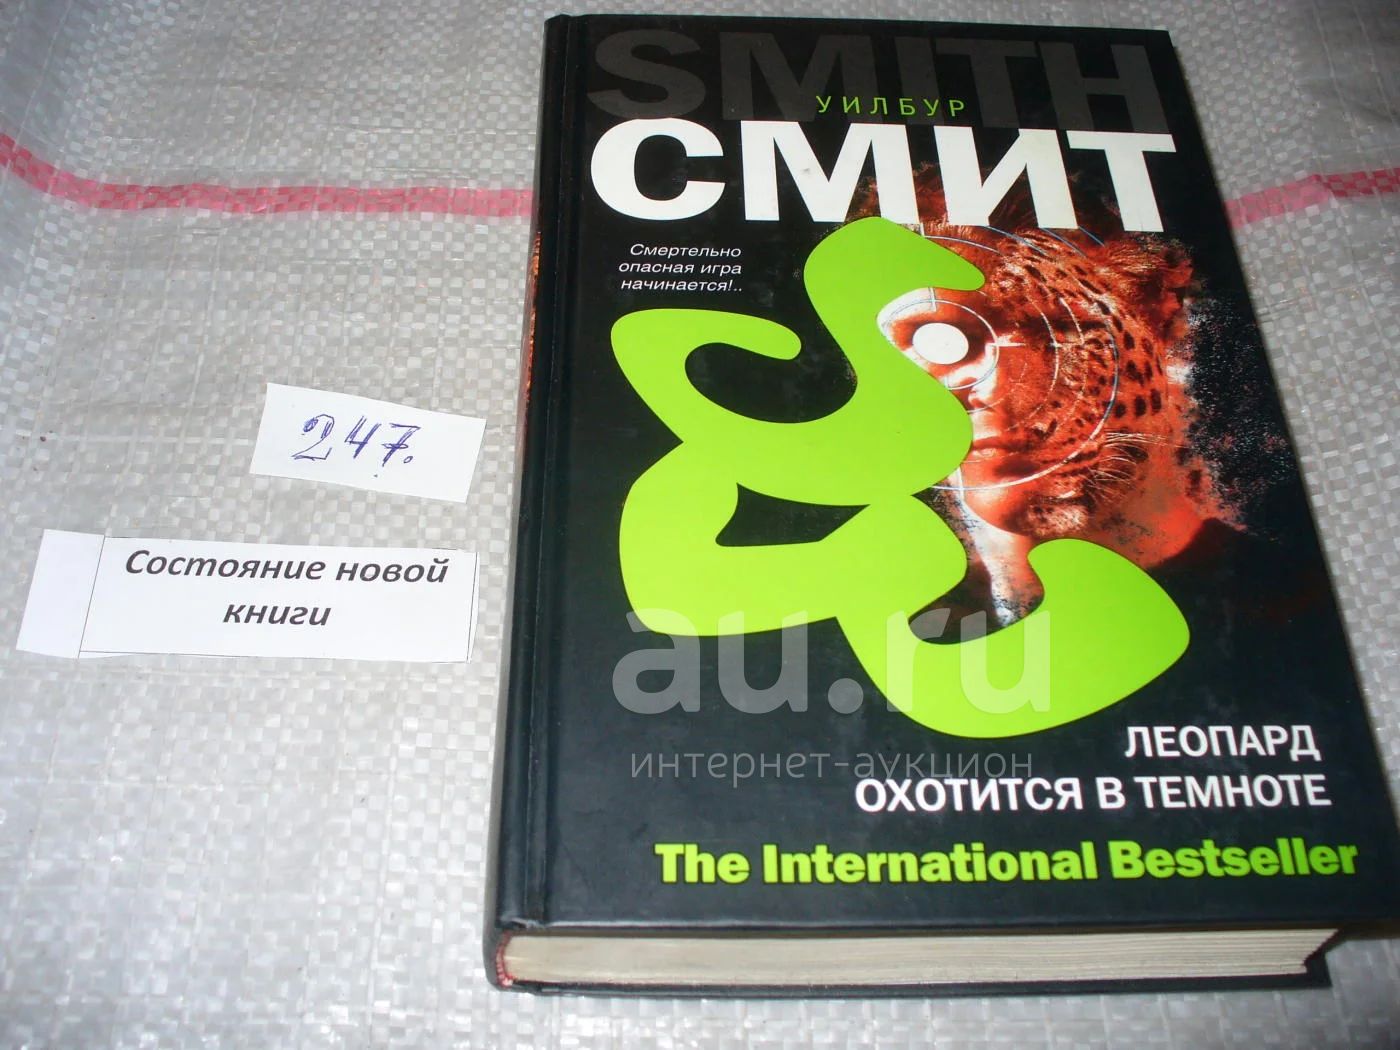 SMITH
УИЛБУР
СМИТ
Смертельно
опасная игра
начинается!..
247.
Состояние новой
книги
au.ru
интернет-аукцион
ЛЕОПАРД
ОХОТИТСЯ В ТЕМНОТЕ
The International Bestseller